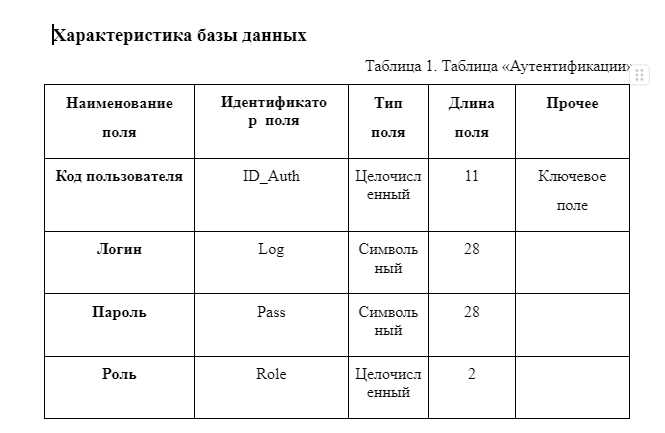 Характеристика базы данных
Таблица 1. Таблица «Аутентификации»
Наименование поля
Идентификато
р поля
Тип поля
Длина поля
Прочее
Код пользователя
ID_Auth
Целочисл
енный
11
Ключевое поле
Логин
Log
Символь
ный
28
Пароль
Pass
Символь
ный
28
Роль
Role
Целочисл
енный
2